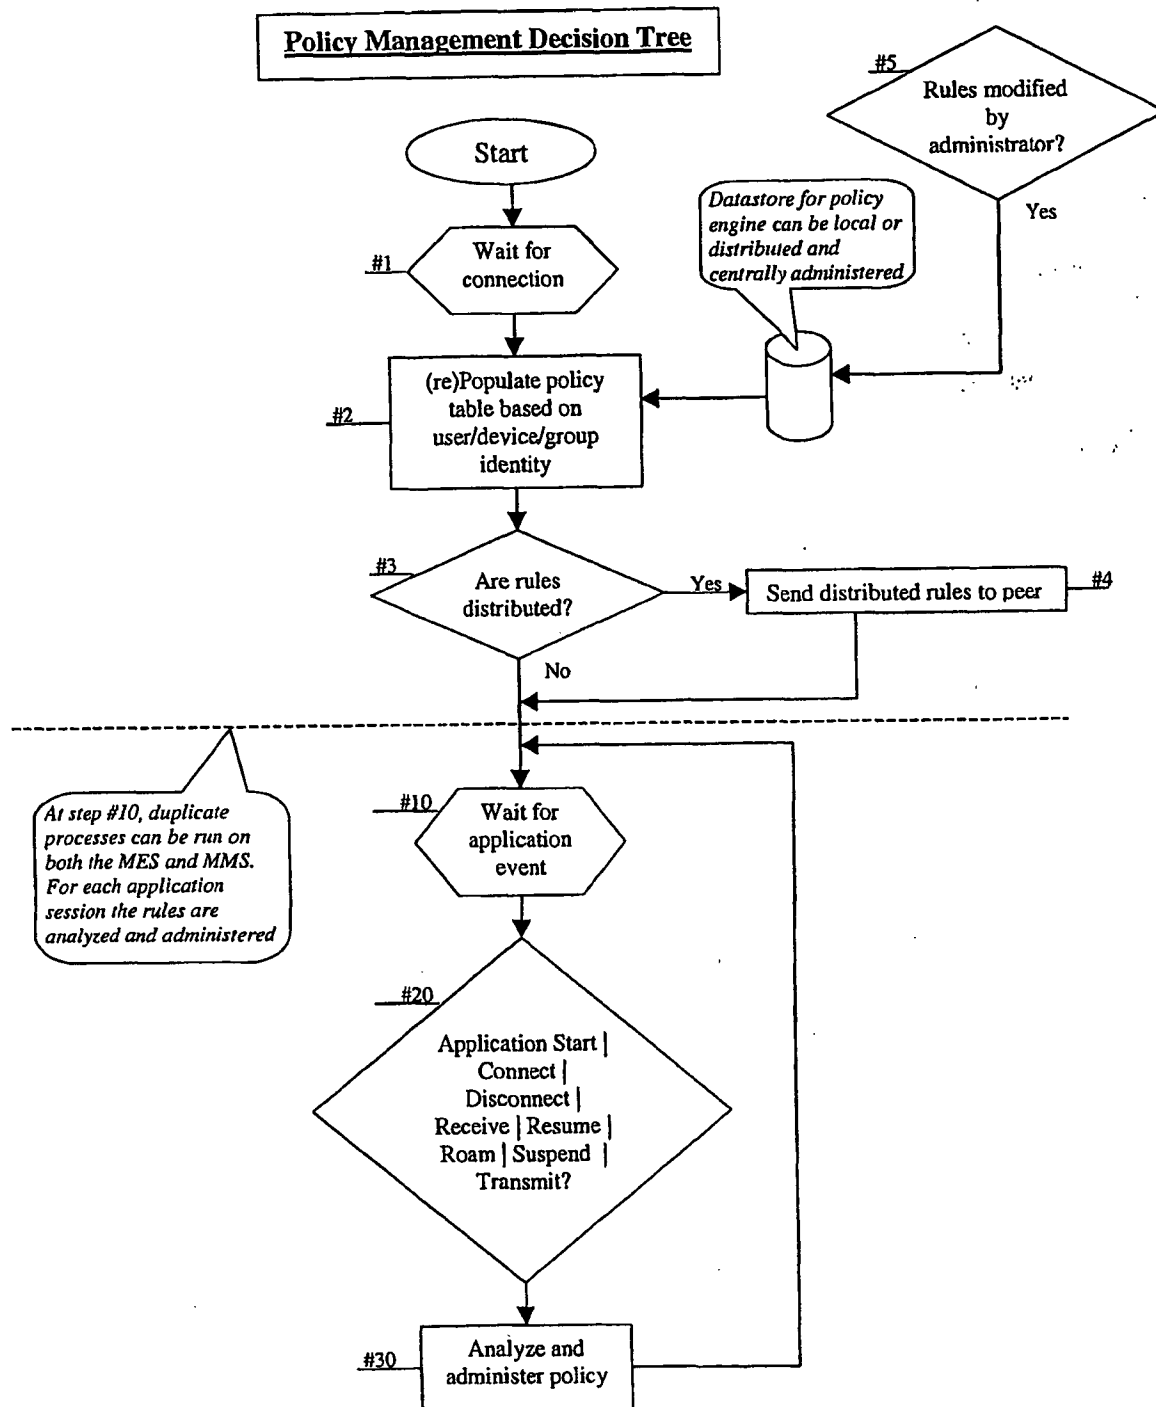 Policy Management Decision Tree
#5
Rules modified
by
administrator?
Yes
Start
Datastore for policy
engine can be local or
distributed and
centrally administered
#1
Wait for
connection
#2
(re)Populate policy
table based on
user/device/group
identity
#3
Are rules
distributed?
Yes
Send distributed rules to peer
#4
No
At step #10, duplicate
processes can be run on
both the MES and MMS.
For each application
session the rules are
analyzed and administered
#10
Wait for
application
event
#20
Application Start |
Connect |
Disconnect |
Receive | Resume |
Roam | Suspend |
Transmit?
#30
Analyze and
administer policy